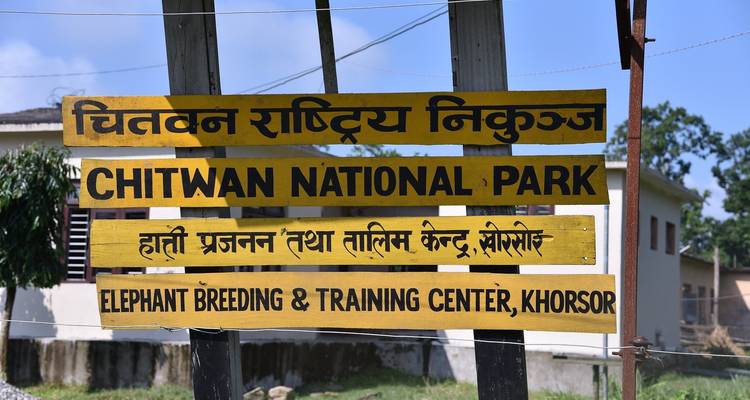 चितवन राष्ट्रिय निकुञ्ज
CHITWAN NATIONAL PARK
हात्ती प्रजनन तथा तालिम केन्द्र, खोरसोर
ELEPHANT BREEDING & TRAINING CENTER, KHORSOR